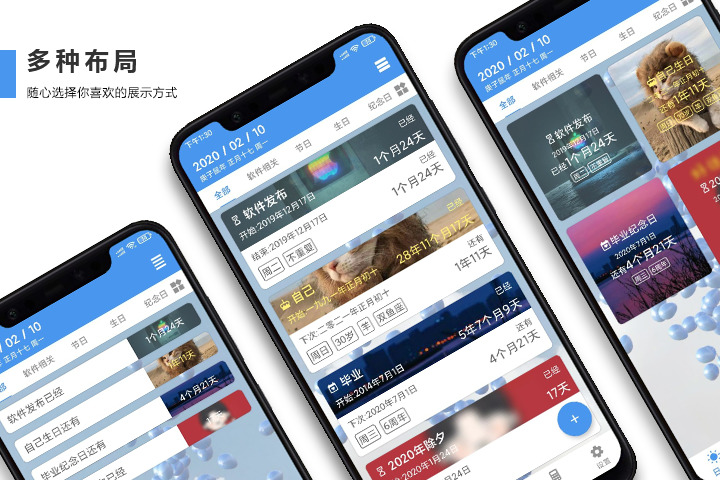 多种布局
随心选择你喜欢的展示方式
02 / 10
正月十七 周一
软件相关
节日
生日
纪念日
软件发布已经
1个月24天
自己生日还有
1年11天
毕业纪念日还有
4个月21天
下午1:30
2020 / 02 / 10
庚子鼠年 正月十七 周一
全部
软件相关
节日
生日
纪念日
软件发布
已经
开始:2019年12月17日
1个月24天
结束:2019年12月17日
1个月24天
周二
不重复
自己
已经
开始:一九九一年正月初十
28年11个月17天
还有
下次:二零二一年正月初十
1年11天
周日
30岁
羊
双鱼座
毕业
已经
开始:2014年7月1日
5年7个月9天
还有
下次:2020年7月1日
4个月21天
周三
6周年
2020年除夕
已经
2020年1月24日
17天
设置
下午1:30
2020 / 02 / 10
庚子鼠年 正月十七 周一
全部
软件相关
节日
生日
纪念日
软件发布
2019年12月17日
已经1个月24天
周二
不重复
自己生日
还有1年11天
毕业纪念日
2020年7月1日
还有4个月21天
周三
6周年